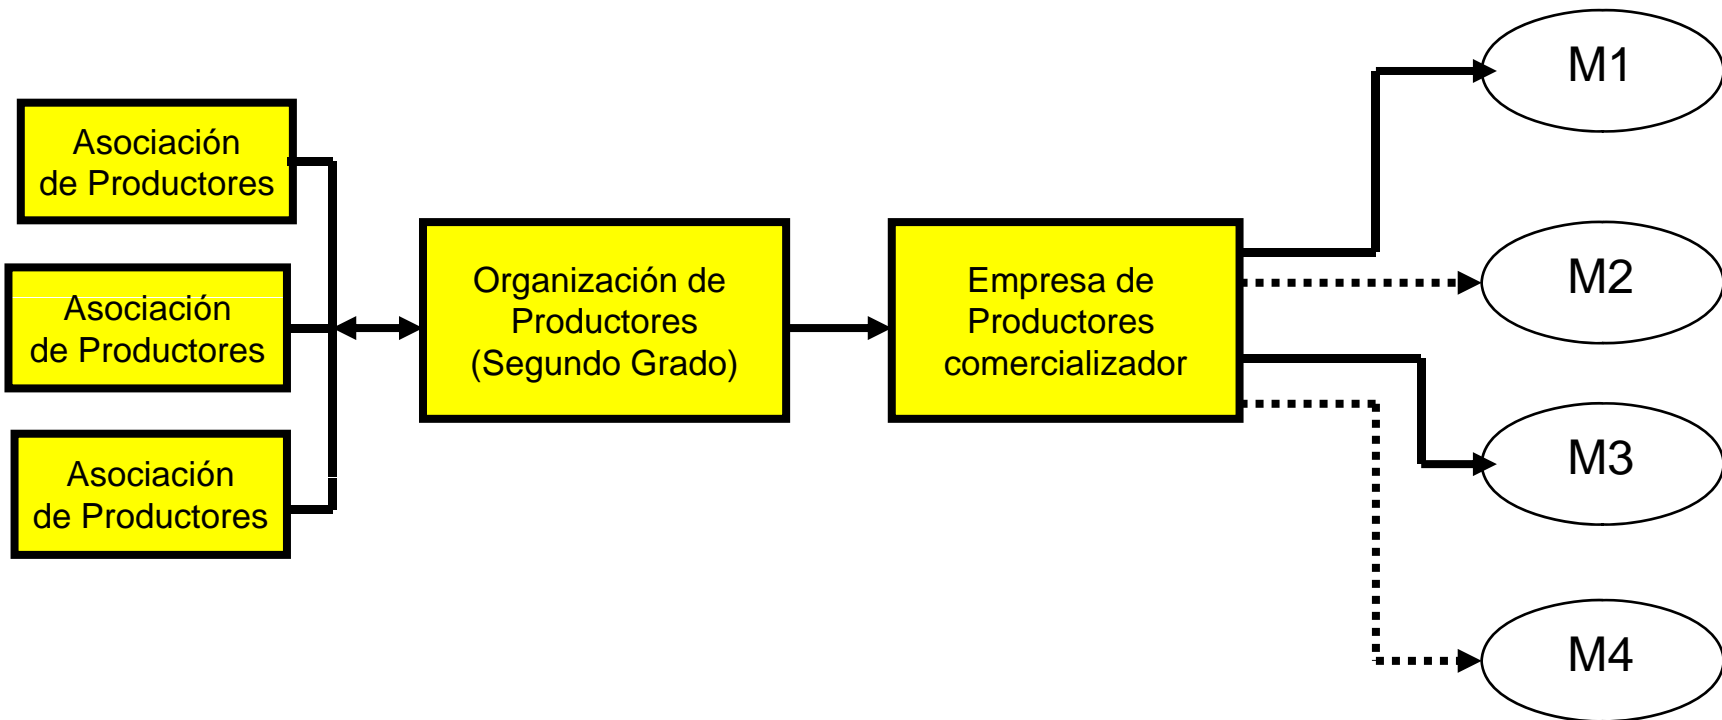 Asociación
de Productores
Asociación
de Productores
Asociación
de Productores
Organización de
Productores
(Segundo Grado)
Empresa de
Productores
comercializador
M1
M2
M3
M4